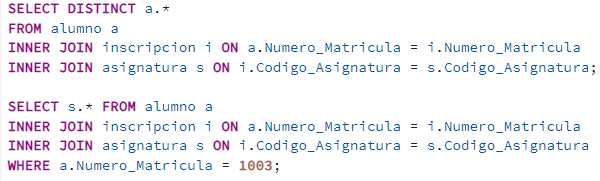 SELECT DISTINCT a.*
FROM alumno a
INNER JOIN inscripcion i ON a.Numero_Matricula = i.Numero_Matricula
INNER JOIN asignatura s ON i.Codigo_Asignatura = s.Codigo_Asignatura;
SELECT s.* FROM alumno a
INNER JOIN inscripcion i ON a.Numero_Matricula = i.Numero_Matricula
INNER JOIN asignatura s ON i.Codigo_Asignatura = s.Codigo_Asignatura
WHERE a.Numero_Matricula = 1003;